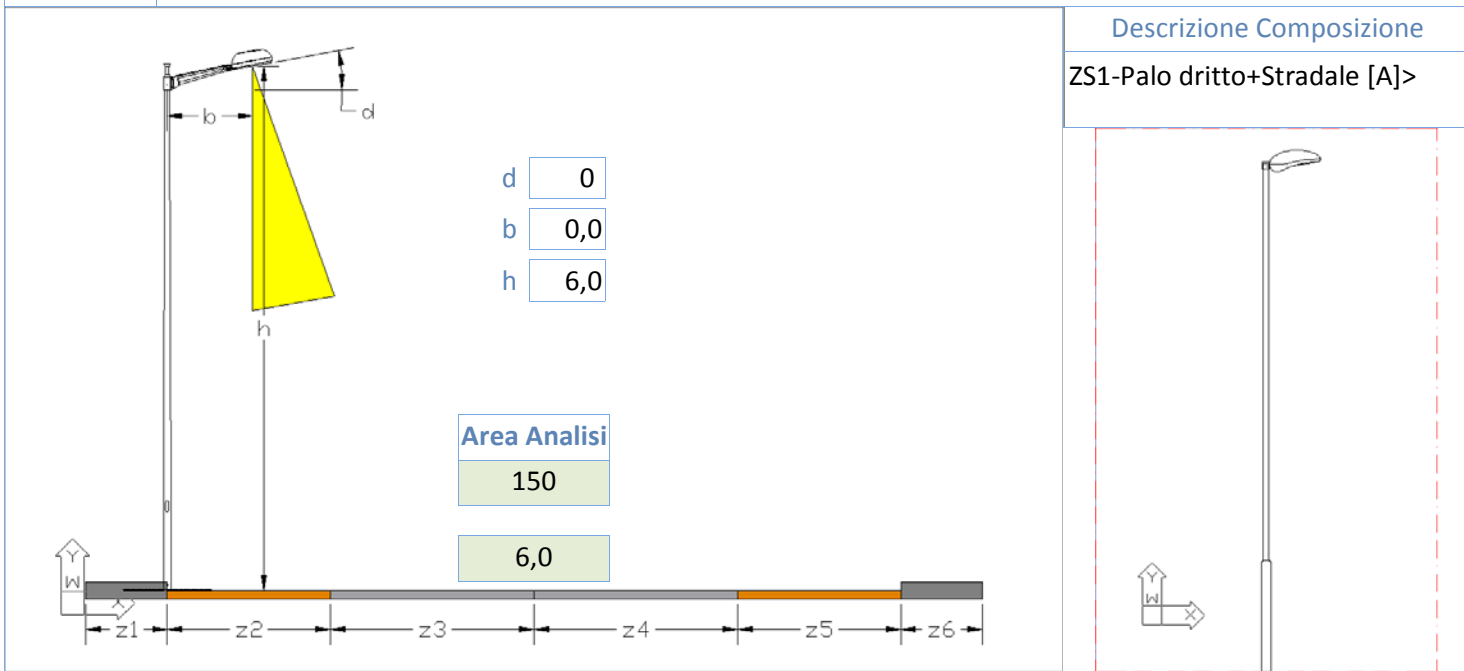 Descrizione Composizione
ZS1-Palo dritto+Stradale [A]>
b
d
d 0
b 0,0
h 6,0
h
Area Analisi
150
6,0
Y
W
X
z1 z2 z3 z4 z5 z6
Y
W
X